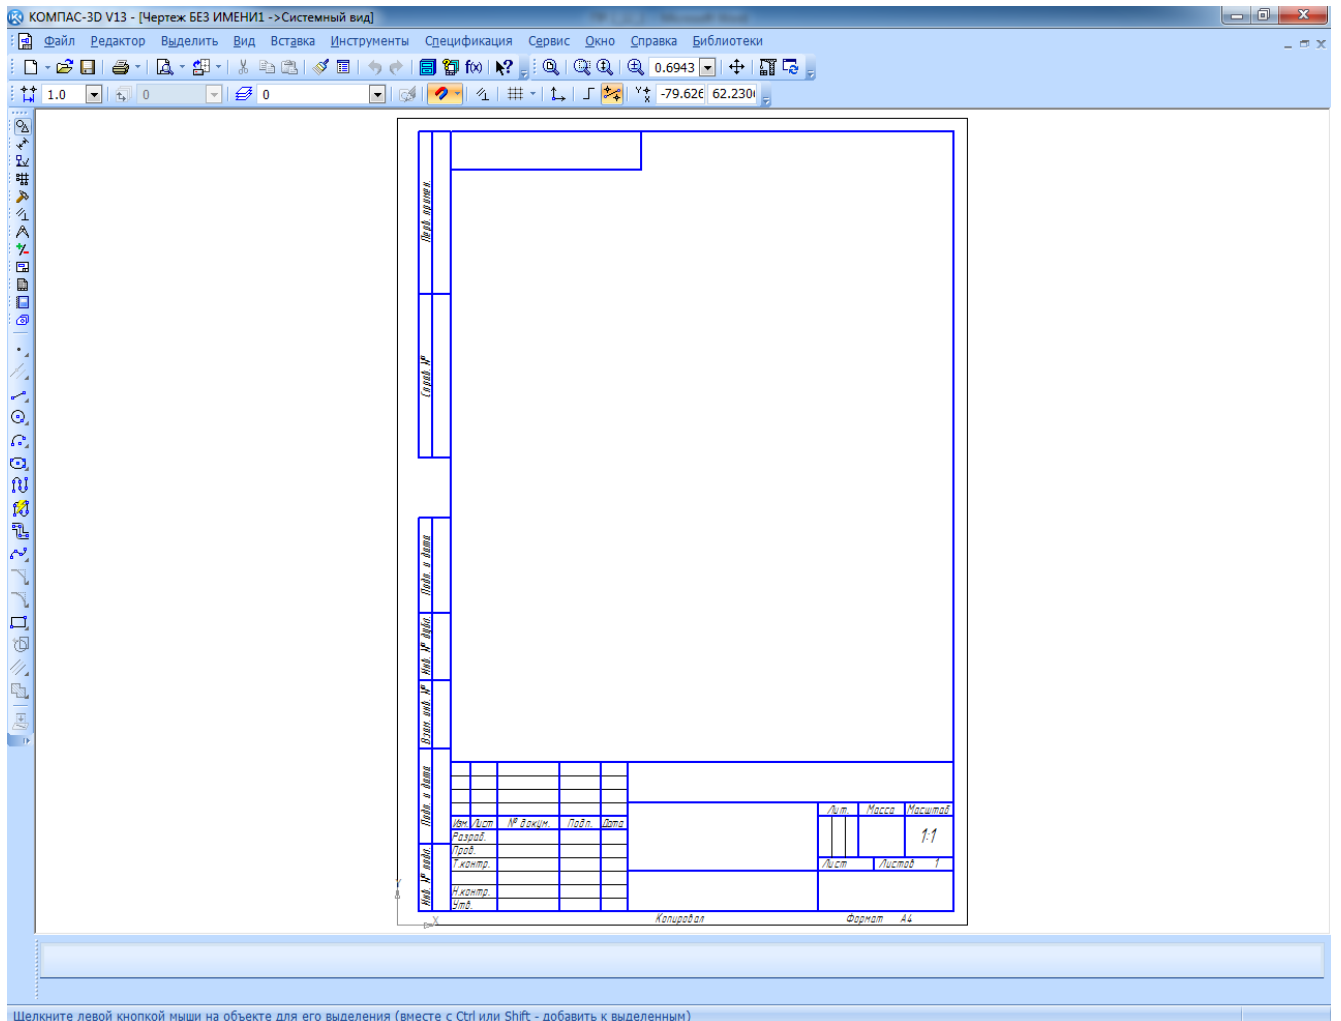 КОМПАС-3D V13 - [Чертеж БЕЗ ИМЕНИ1 ->Системный вид]
Файл Редактор Выделить Вид Вставка Инструменты Спецификация Сервис Окно Справка Библиотеки
0.6943
1.0 0 0 -79.626 62.230
Перв. примен.
Справ. №
Подп. и дата
Инв. № дубл.
Взам. инв. №
Подп. и дата
Инв. № подл.
Лит. Масса Масштаб
Изм. Лист № докум. Подп. Дата
1:1
Разраб.
Пров.
Т.контр.
Лист Листов 1
Н.контр.
Утв.
Копировал Формат А4
Y
X
Щелкните левой кнопкой мыши на объекте для его выделения (вместе с Ctrl или Shift - добавить к выделенным)